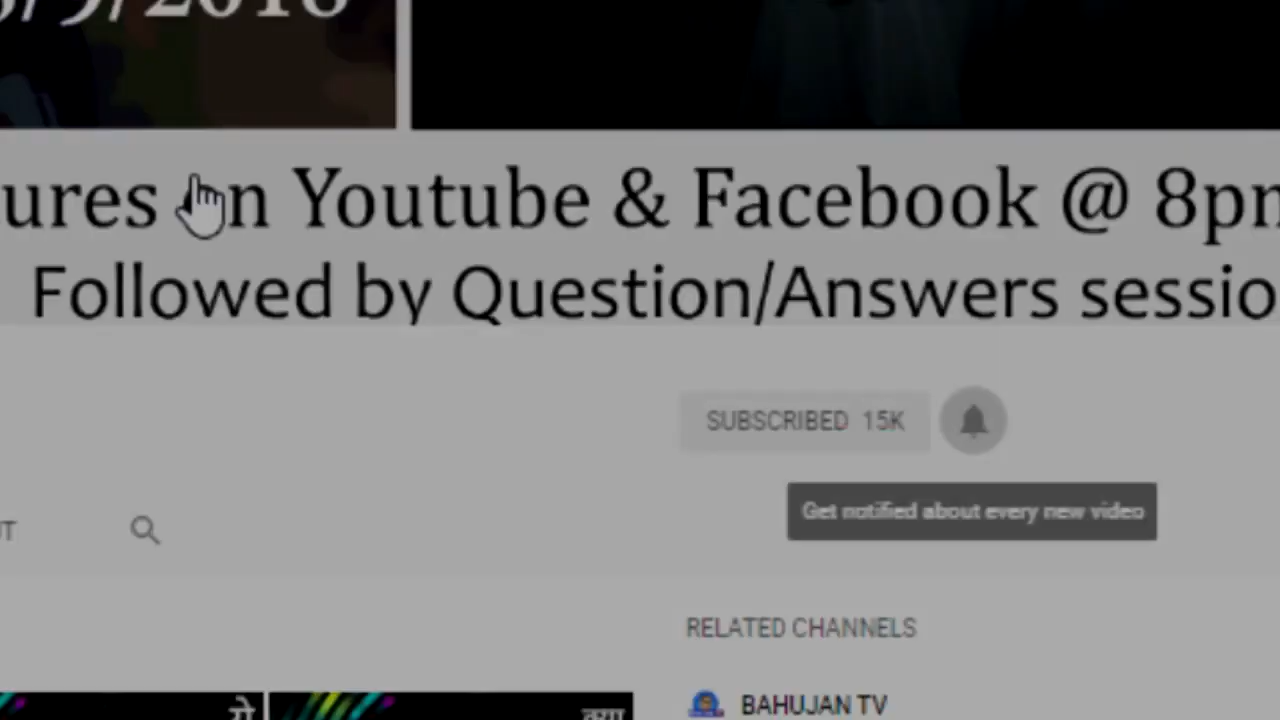 ures on Youtube & Facebook @ 8pm
Followed by Question/Answers sessio
SUBSCRIBED 15K
Get notified about every new video
RELATED CHANNELS
ये
क्या
BAHUJAN TV